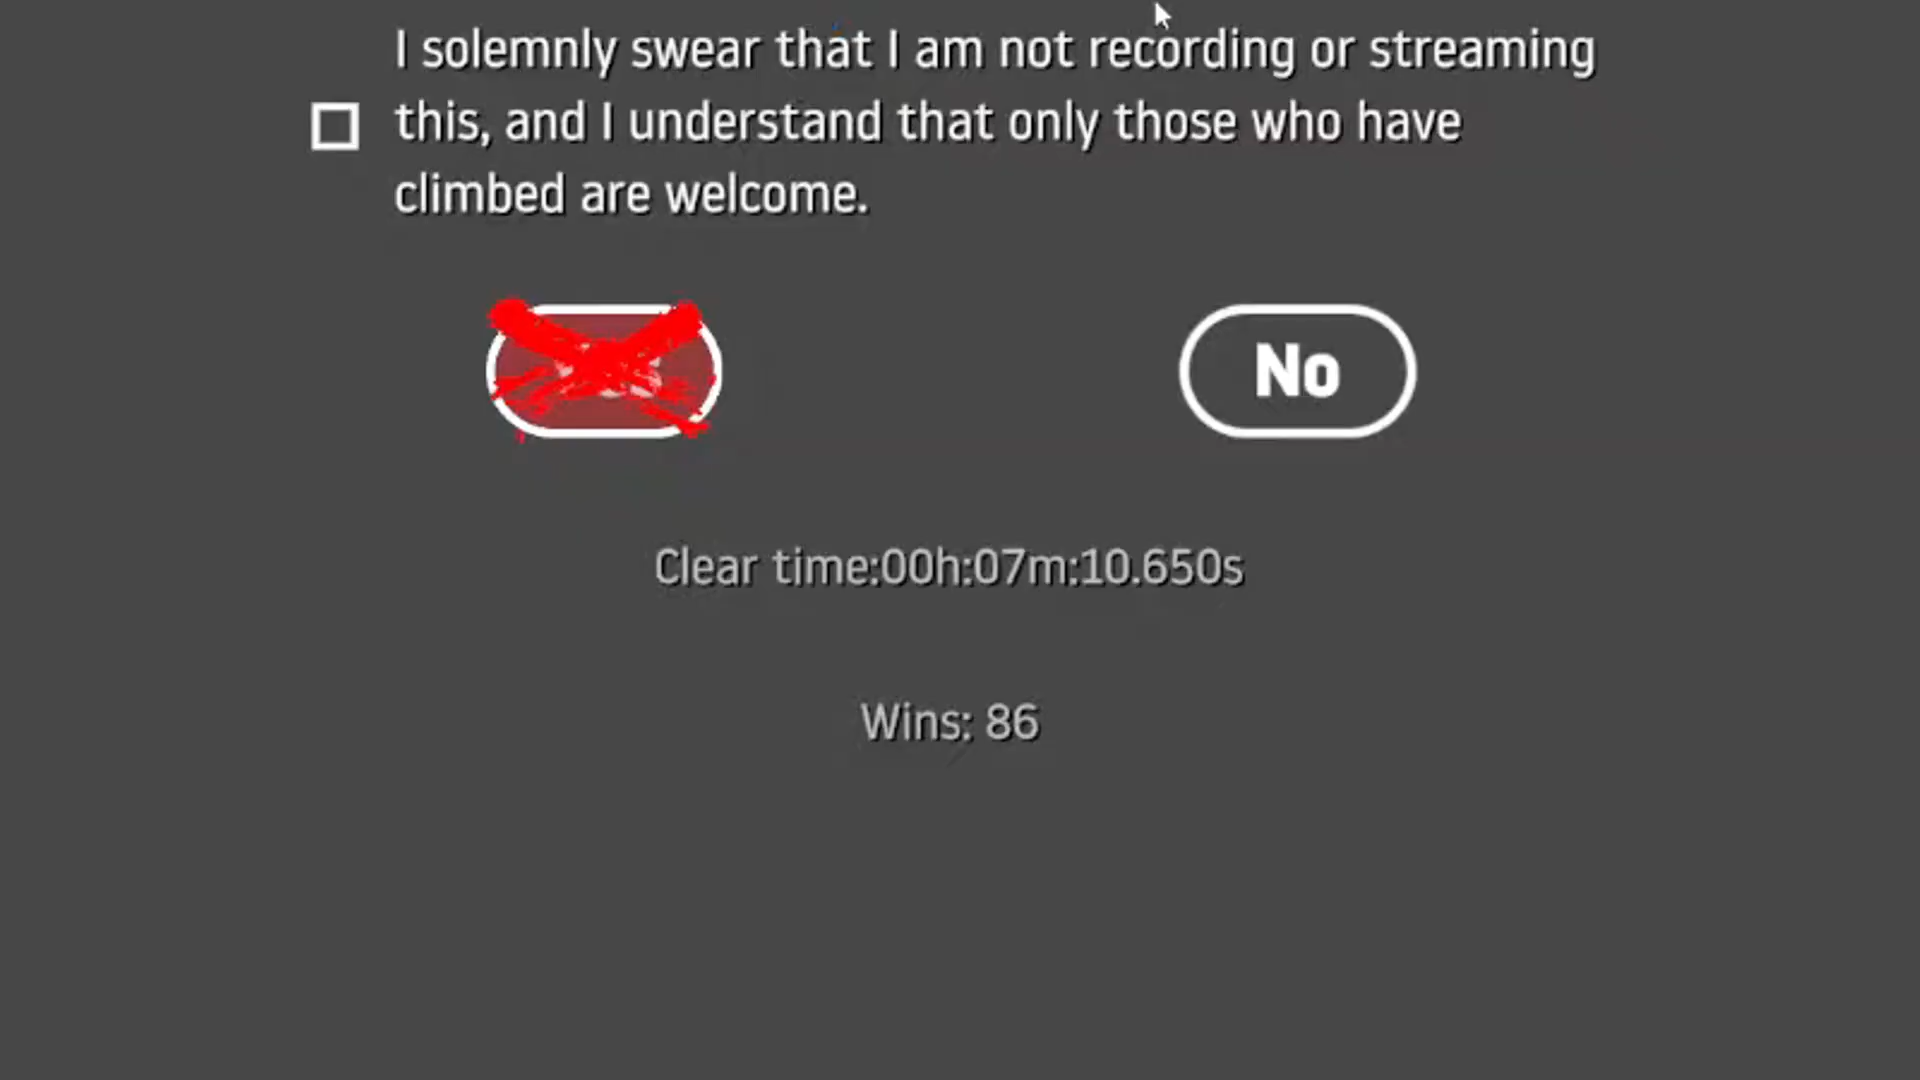 I solemnly swear that I am not recording or streaming
this, and I understand that only those who have
climbed are welcome.
No
Clear time:00h:07m:10.650s
Wins: 86